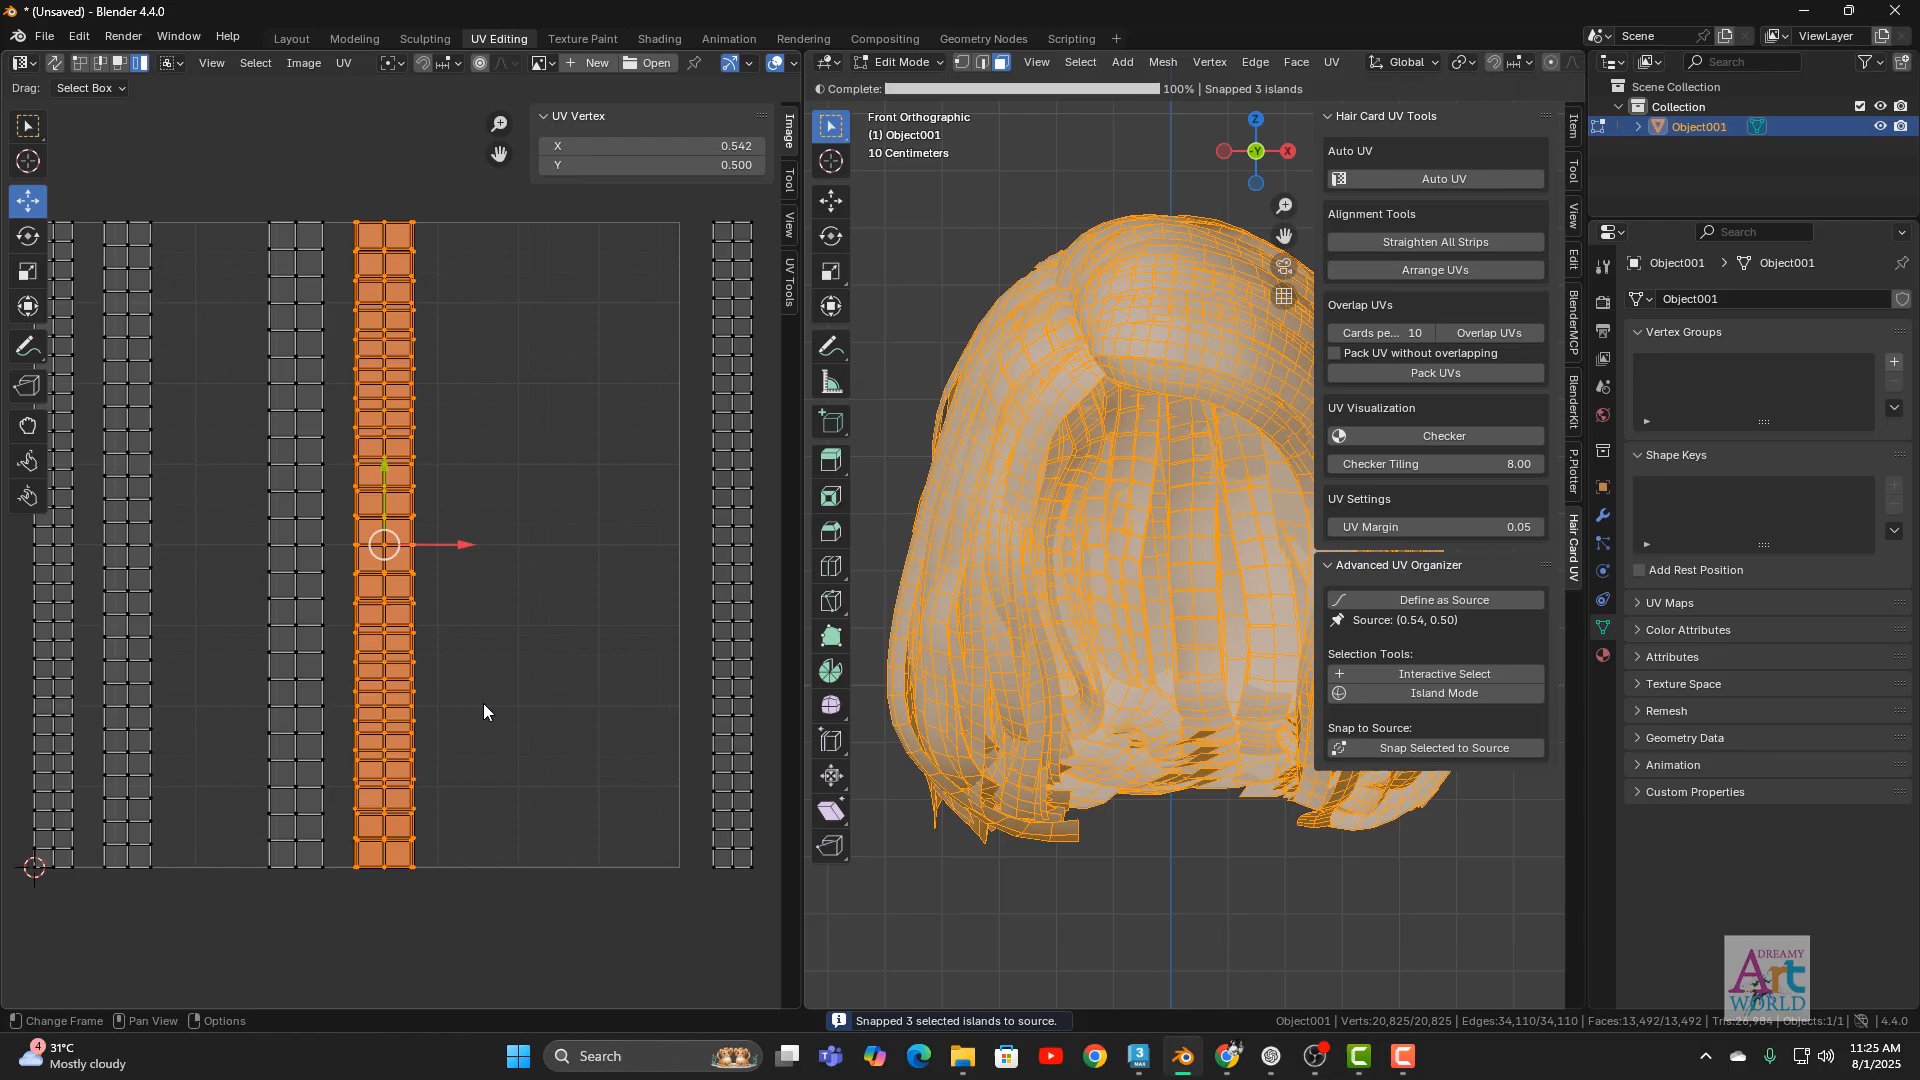 * (Unsaved) - Blender 4.4.0
File Edit Render Window Help
Layout Modeling Sculpting UV Editing Texture Paint Shading Animation Rendering Compositing Geometry Nodes Scripting +
Scene
ViewLayer
View Select Image UV
New Open
Edit Mode
View Select Add Mesh Vertex Edge Face UV
Global
Search
Drag: Select Box
Complete: 100% | Snapped 3 islands
Scene Collection
Collection
Object001
UV Vertex
X 0.542
Y 0.500
Image
Tool
View
UV Tools
Front Orthographic
(1) Object001
10 Centimeters
Z
X
-Y
Hair Card UV Tools
Auto UV
Auto UV
Alignment Tools
Straighten All Strips
Arrange UVs
Overlap UVs
Cards pe... 10 Overlap UVs
Pack UV without overlapping
Pack UVs
UV Visualization
Checker
Checker Tiling 8.00
UV Settings
UV Margin 0.05
Advanced UV Organizer
Define as Source
Source: (0.54, 0.50)
Selection Tools:
Interactive Select
Island Mode
Snap to Source:
Snap Selected to Source
Item
Tool
View
Edit
BlenderMCP
BlenderKit
P.Plotter
Hair Card UV
Search
Object001 Object001
Object001
Vertex Groups
Shape Keys
Add Rest Position
UV Maps
Color Attributes
Attributes
Texture Space
Remesh
Geometry Data
Animation
Custom Properties
A DREAMY
Art
WORLD
Change Frame Pan View Options
Snapped 3 selected islands to source.
Object001 | Verts:20,825/20,825 | Edges:34,110/34,110 | Faces:13,492/13,492 | Tris:26,984 | Objects:1/1 | 4.4.0
4
31°C
Mostly cloudy
Search
3
MAX
11:25 AM
8/1/2025